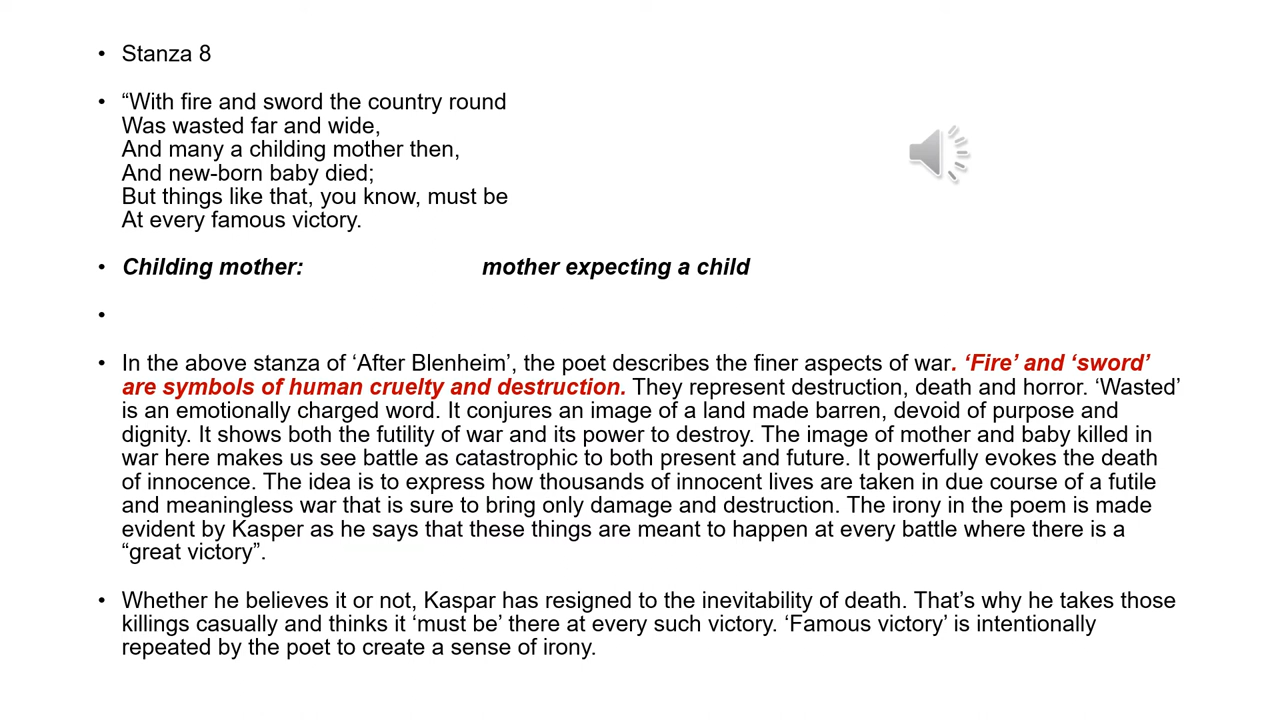 • Stanza 8
• “With fire and sword the country round
Was wasted far and wide,
And many a childing mother then,
And new-born baby died;
But things like that, you know, must be
At every famous victory.
• Childing mother: mother expecting a child
•
• In the above stanza of ‘After Blenheim’, the poet describes the finer aspects of war. ‘Fire’ and ‘sword’
are symbols of human cruelty and destruction. They represent destruction, death and horror. ‘Wasted’
is an emotionally charged word. It conjures an image of a land made barren, devoid of purpose and
dignity. It shows both the futility of war and its power to destroy. The image of mother and baby killed in
war here makes us see battle as catastrophic to both present and future. It powerfully evokes the death
of innocence. The idea is to express how thousands of innocent lives are taken in due course of a futile
and meaningless war that is sure to bring only damage and destruction. The irony in the poem is made
evident by Kasper as he says that these things are meant to happen at every battle where there is a
“great victory”.
• Whether he believes it or not, Kaspar has resigned to the inevitability of death. That’s why he takes those
killings casually and thinks it ‘must be’ there at every such victory. ‘Famous victory’ is intentionally
repeated by the poet to create a sense of irony.